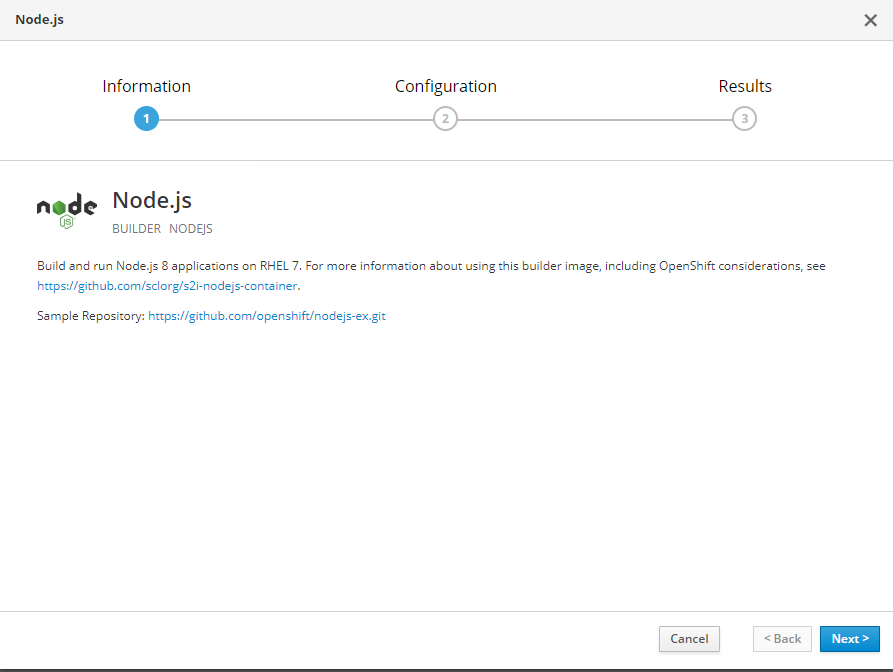 Node.js
Information
Configuration
Results
1
2
3
node
JS
Node.js
BUILDER NODEJS
Build and run Node.js 8 applications on RHEL 7. For more information about using this builder image, including OpenShift considerations, see
https://github.com/sclorg/s2i-nodejs-container.
Sample Repository: https://github.com/openshift/nodejs-ex.git
Cancel
< Back
Next >